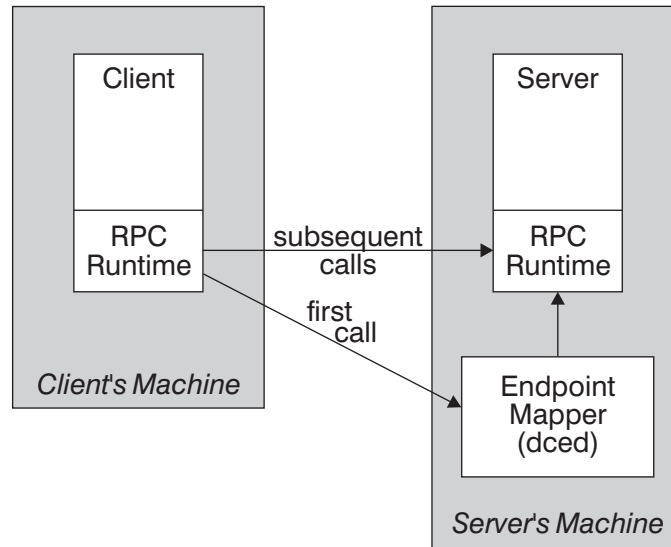 Client
RPC
Runtime
Client's Machine
subsequent
calls
first
call
Server
RPC
Runtime
Endpoint
Mapper
(dced)
Server's Machine